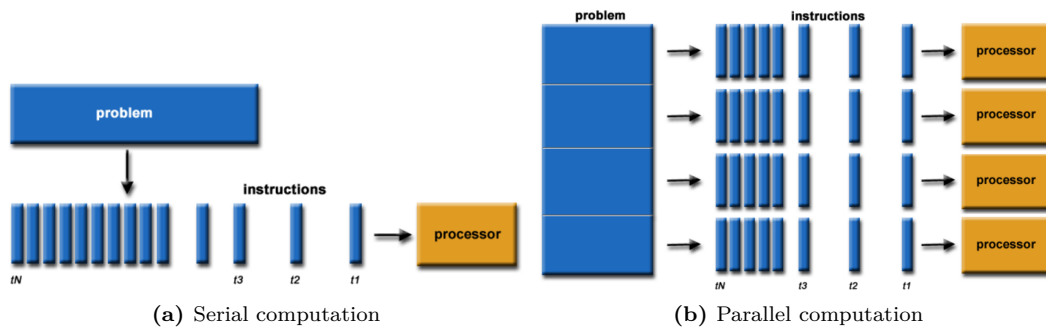 problem
instructions
processor
tN
t3
t2
t1
(a) Serial computation
problem
instructions
processor
processor
processor
processor
tN
t3
t2
t1
(b) Parallel computation